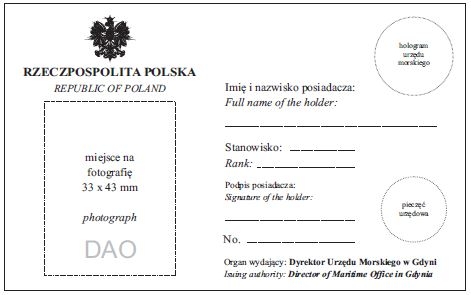 RZECZPOSPOLITA POLSKA
REPUBLIC OF POLAND
miejsce na
fotografię
33 x 43 mm
photograph
DAO
hologram
urzędu
morskiego
Imię i nazwisko posiadacza:
Full name of the holder:
Stanowisko:
Rank:
Podpis posiadacza:
Signature of the holder:
pieczęć
urzędowa
No.
Organ wydający: Dyrektor Urzędu Morskiego w Gdyni
Issuing authority: Director of Maritime Office in Gdynia